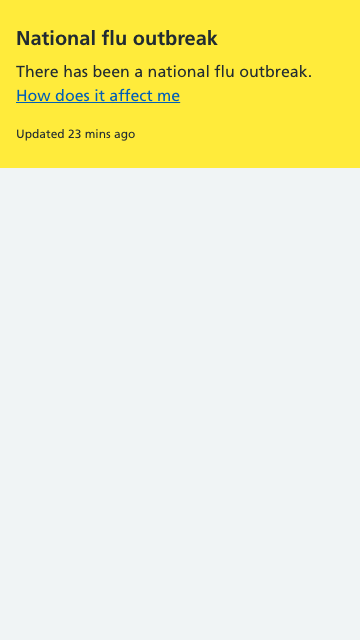 National flu outbreak
There has been a national flu outbreak.
How does it affect me
Updated 23 mins ago